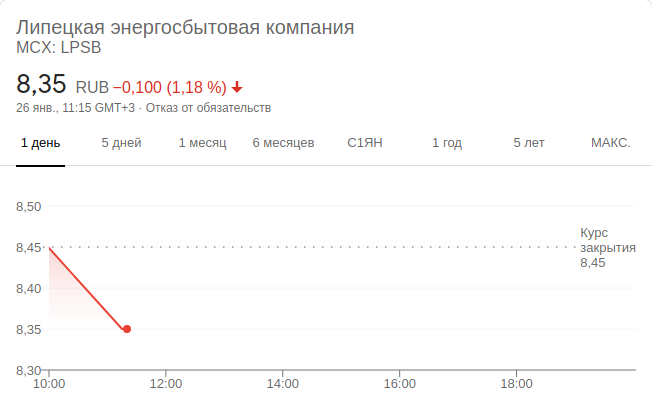 Липецкая энергосбытовая компания
MCX: LPSB
8,35 RUB −0,100 (1,18 %)
26 янв., 11:15 GMT+3 · Отказ от обязательств
1 день 5 дней 1 месяц 6 месяцев С1ЯН 1 год 5 лет МАКС.
8,50
8,45
8,40
8,35
8,30
Курс
закрытия
8,45
10:00 12:00 14:00 16:00 18:00